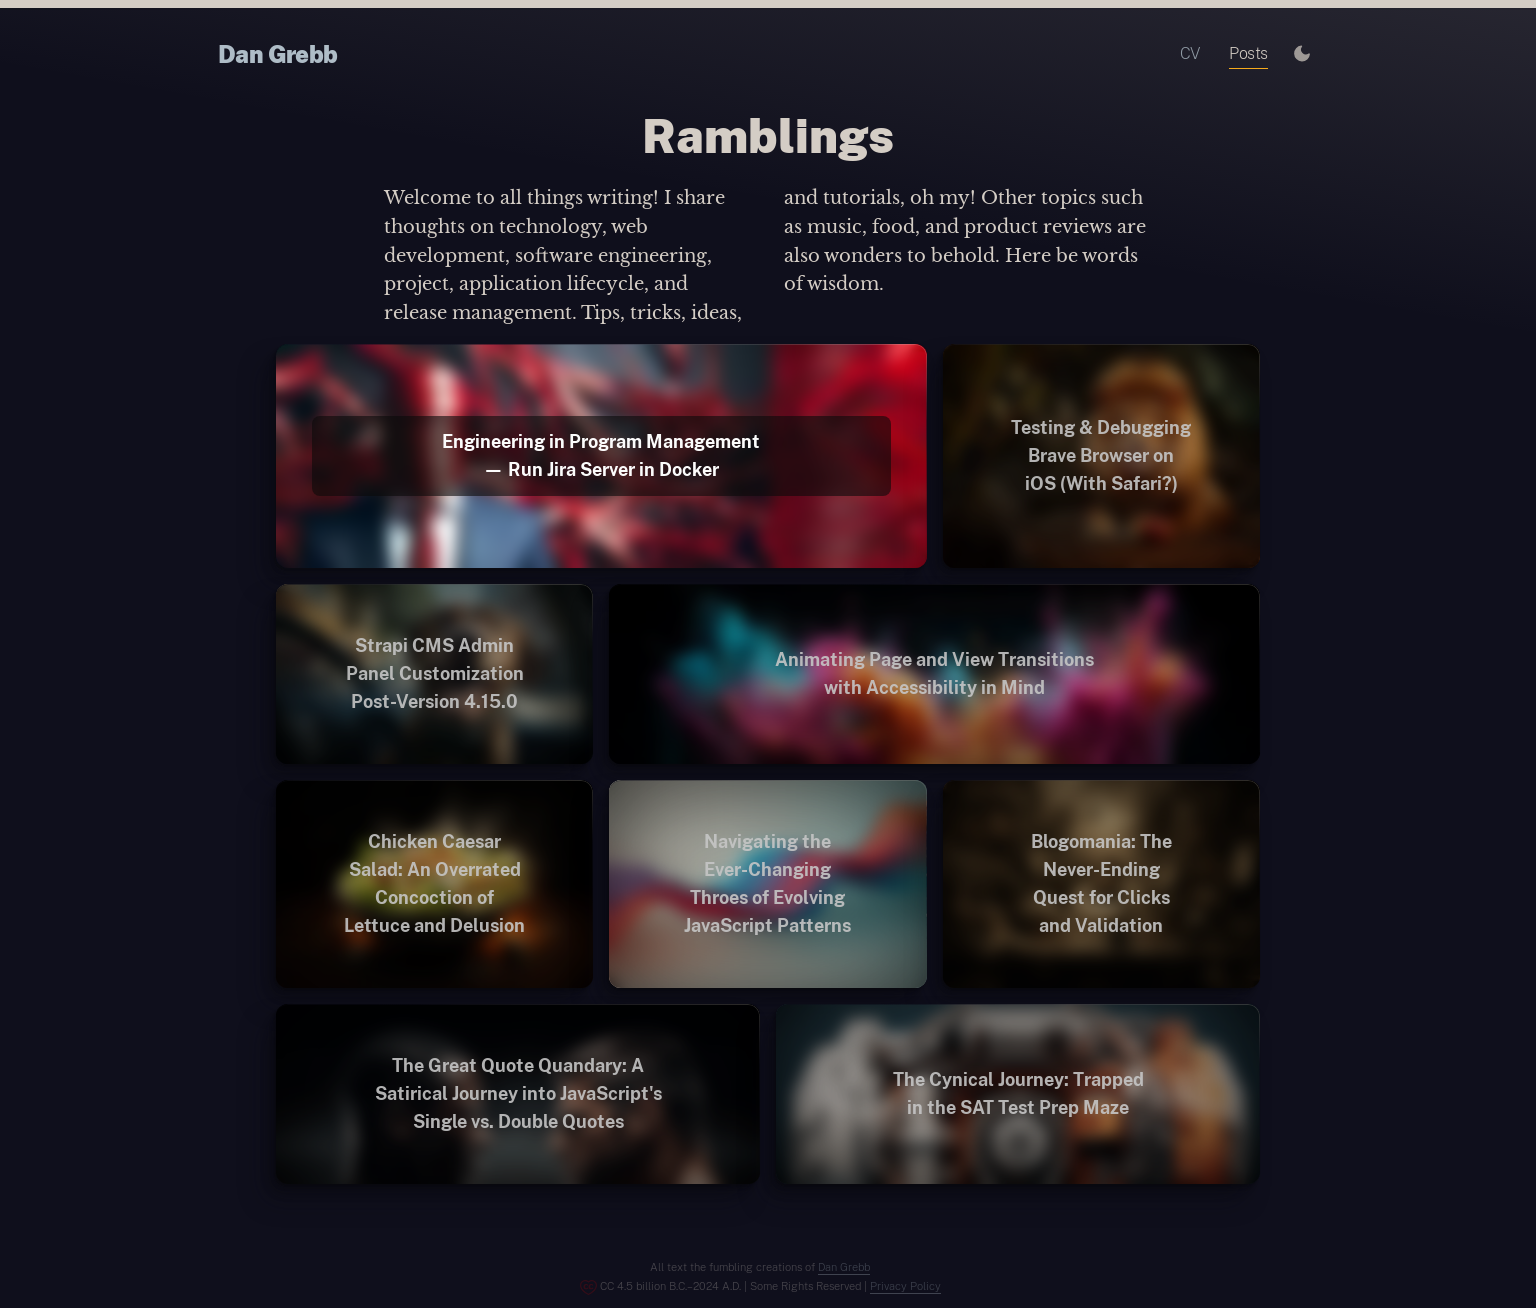 Dan Grebb
CV
Posts
Ramblings
Welcome to all things writing! I share
thoughts on technology, web
development, software engineering,
project, application lifecycle, and
release management. Tips, tricks, ideas,
and tutorials, oh my! Other topics such
as music, food, and product reviews are
also wonders to behold. Here be words
of wisdom.
Engineering in Program Management
— Run Jira Server in Docker
Testing & Debugging
Brave Browser on
iOS (With Safari?)
Strapi CMS Admin
Panel Customization
Post-Version 4.15.0
Animating Page and View Transitions
with Accessibility in Mind
Chicken Caesar
Salad: An Overrated
Concoction of
Lettuce and Delusion
Navigating the
Ever-Changing
Throes of Evolving
JavaScript Patterns
Blogomania: The
Never-Ending
Quest for Clicks
and Validation
The Great Quote Quandary: A
Satirical Journey into JavaScript's
Single vs. Double Quotes
The Cynical Journey: Trapped
in the SAT Test Prep Maze
All text the fumbling creations of Dan Grebb
CC 4.5 billion B.C.–2024 A.D. | Some Rights Reserved | Privacy Policy